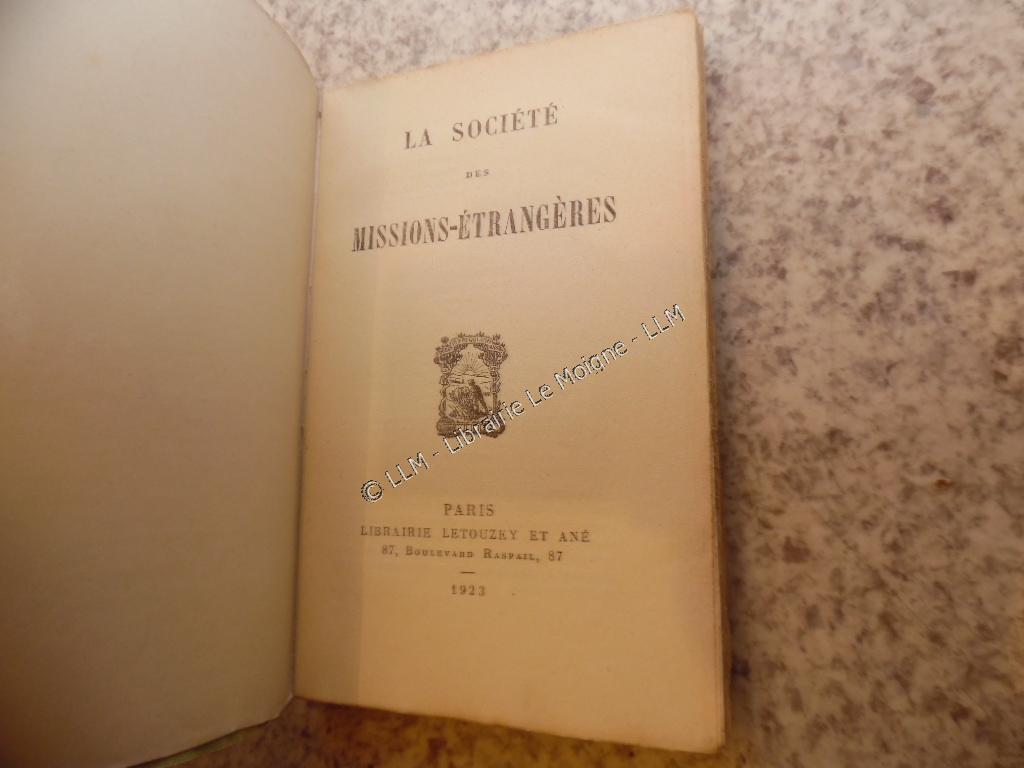 LA SOCIÉTÉ
DES
MISSIONS-ÉTRANGÈRES
© LLM - Librairie Le Moigne - LLM
PARIS
LIBRAIRIE LETOUZEY ET ANÉ
87, BOULEVARD RASPAIL, 87
1923